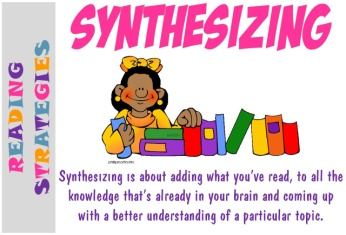 SYNTHESIZING
READING
STRATEGIES
Synthesizing is about adding what you've read, to all the
knowledge that's already in your brain and coming up
with a better understanding of a particular topic.